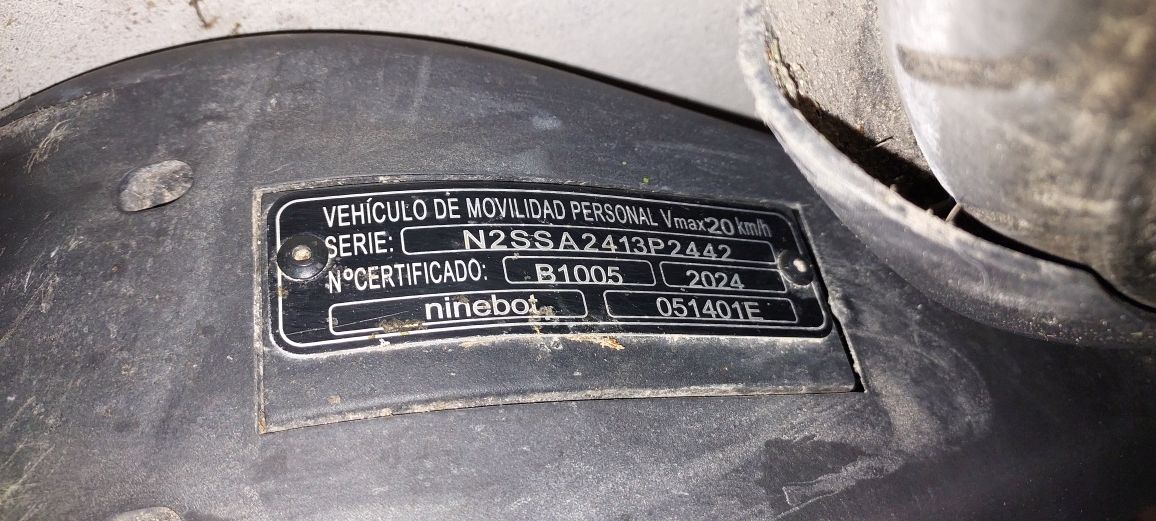 VEHÍCULO DE MOVILIDAD PERSONAL Vmax20 km/h
SERIE: N2SSA2413P2442
NºCERTIFICADO: B1005 2024
ninebot 051401E